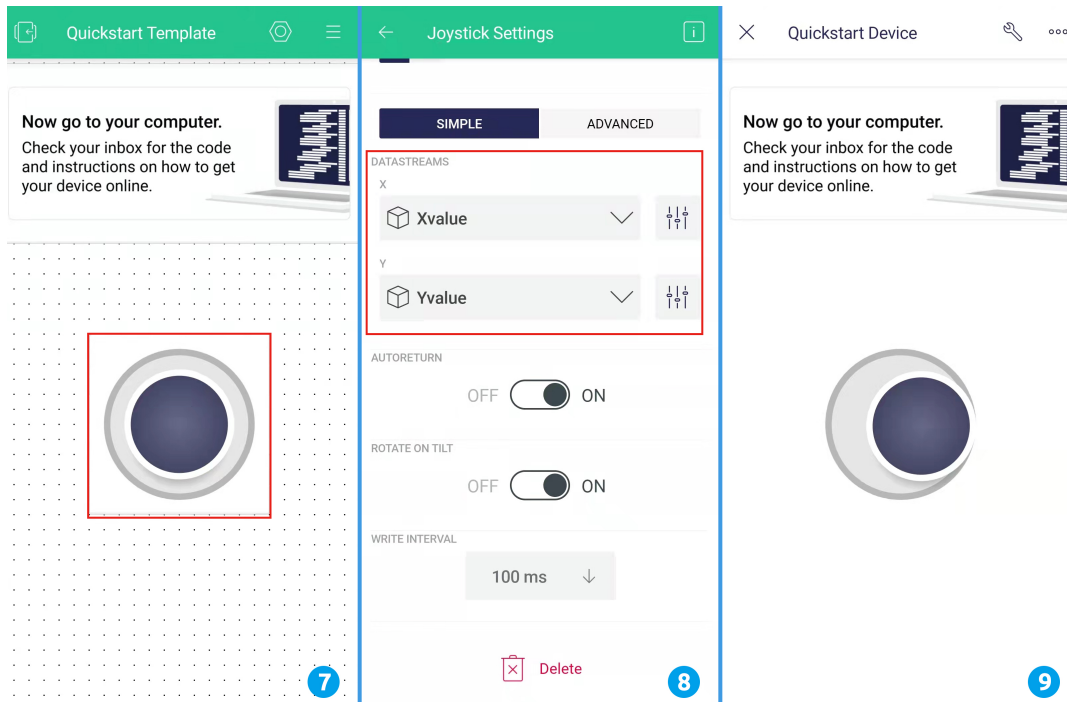 Quickstart Template
Now go to your computer.
Check your inbox for the code
and instructions on how to get
your device online.
7
Joystick Settings
i
SIMPLE
ADVANCED
DATASTREAMS
X
Xvalue
Y
Yvalue
AUTORETURN
OFF ON
ROTATE ON TILT
OFF ON
WRITE INTERVAL
100 ms
Delete
8
Quickstart Device
Now go to your computer.
Check your inbox for the code
and instructions on how to get
your device online.
9